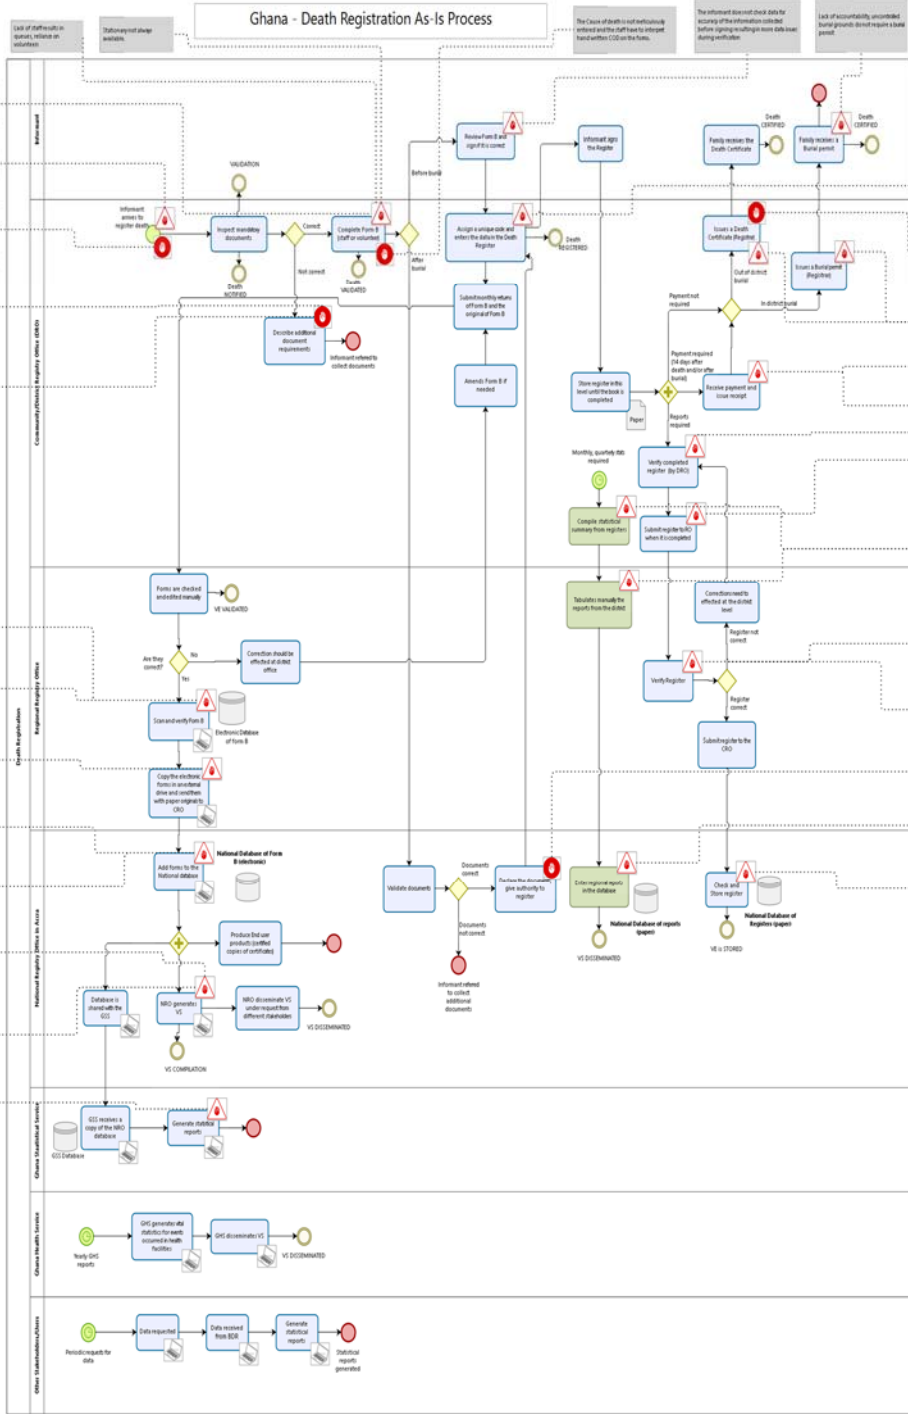 Ghana - Death Registration As-Is Process
Lack of staff results in
queues, reliance on
volunteers
Stationary not always
available.
The Cause of death is not meticulously
entered and the staff have to interpret
hand written COD on the forms.
The informant does not check data for
accuracy of the information collected
before signing resulting in more data issues
during verification
Lack of accountability, uncontrolled
burial grounds do not require a burial
permit.
Death Registration
Informant
VALIDATION
Review Form B and
sign if it is correct
Before burial
Informant signs
the Register
Family receives the
Death Certificate
Death
CERTIFIED
Family receives a
Burial permit
Death
CERTIFIED
Community/District Registry Office (DRO)
Informant
arrives to
register death
Inspect mandatory
documents
Death
NOTIFIED
Correct
Not correct
Complete Form B
(staff or volunteer)
Death
VALIDATED
After
burial
Assign a unique code and
enters the data in the Death
Register
Death
REGISTERED
Issues a Death
Certificate (Registrar)
Issues a Burial permit
(Registrar)
Out of district
burial
In district burial
Submit monthly returns
of Form B and the
original of Form B
Describe additional
document
requirements
Informant refered to
collect documents
Amends Form B if
needed
Payment not
required
Payment required
(14 days after
death and/or after
burial)
Store register in this
level until the book is
completed
Paper
Receive payment and
issue receipt
Reports
required
Monthly, quarterly stats
required
Verify completed
register (by DRO)
Compile statistical
summary from registers
Submit register to RO
when it is completed
Regional Registry Office
Forms are checked
and edited manually
VE VALIDATED
Tabulates manually the
reports from the district
Corrections need to
effected at the district
level
Are they
correct?
No
Yes
Correction should be
effected at district
office
Register not
correct
Verify Register
Register
correct
Scan and verify Form B
Electronic Database
of Form B
Submit register to the
CRO
Copy the electronic
forms in an external
drive and send them
with paper originals to
CRO
National Registry Office in Accra
Add forms to the
National database
National Database of Form
B (electronic)
Validate documents
Documents
correct
Documents
not correct
give authority to
register
Informant refered
to collect
additional
documents
Enter regional reports
in the database
National Database of reports
(paper)
VS DISSEMINATED
Check and
Store register
National Database of
Registers (paper)
VE is STORED
Produce End user
products (certified
copies of certificate)
Database is
shared with the
GSS
NRO generates
VS
NRO disseminate VS
under request from
different stakeholder
VS DISSEMINATED
VS COMPILATION
Ghana Staatistical Service
GSS receives a
copy of the NRO
database
GSS Database
Generate statistical
reports
Ghana Health Service
Yearly GHS
reports
GHS generates vital
statistics for events
occurred in health
facilities
GHS disseminates VS
VS DISSEMINATED
Other Stakeholders/Users
Periodic requests for
data
Data requested
Data received
from BDR
Generate
statistical
reports
Statistical
reports
generated